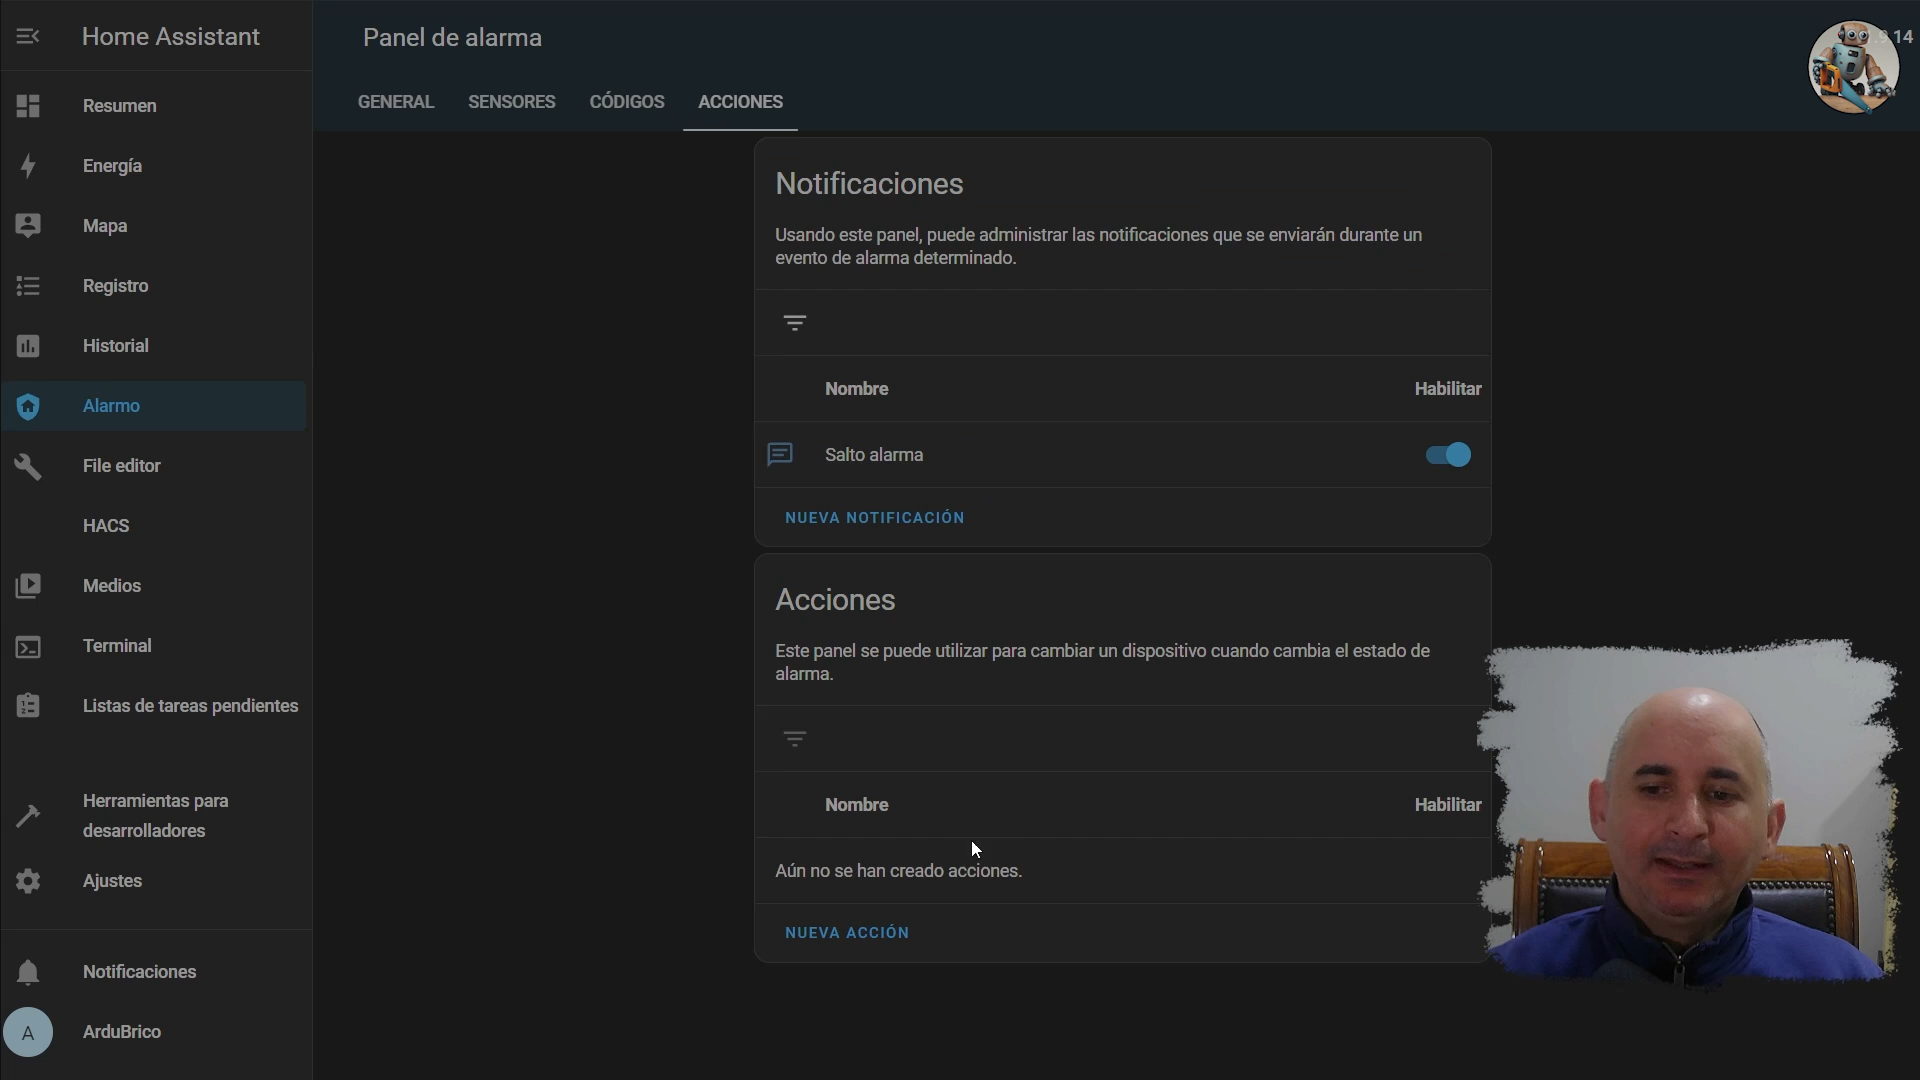 Home Assistant
Resumen
Energía
Mapa
Registro
Historial
Alarmo
File editor
HACS
Medios
Terminal
Listas de tareas pendientes
Herramientas para
desarrolladores
Ajustes
Notificaciones
A
ArduBrico
Panel de alarma
14
GENERAL
SENSORES
CÓDIGOS
ACCIONES
Notificaciones
Usando este panel, puede administrar las notificaciones que se enviarán durante un
evento de alarma determinado.
Nombre
Habilitar
Salto alarma
NUEVA NOTIFICACIÓN
Acciones
Este panel se puede utilizar para cambiar un dispositivo cuando cambia el estado de
alarma.
Nombre
Habilitar
Aún no se han creado acciones.
NUEVA ACCIÓN